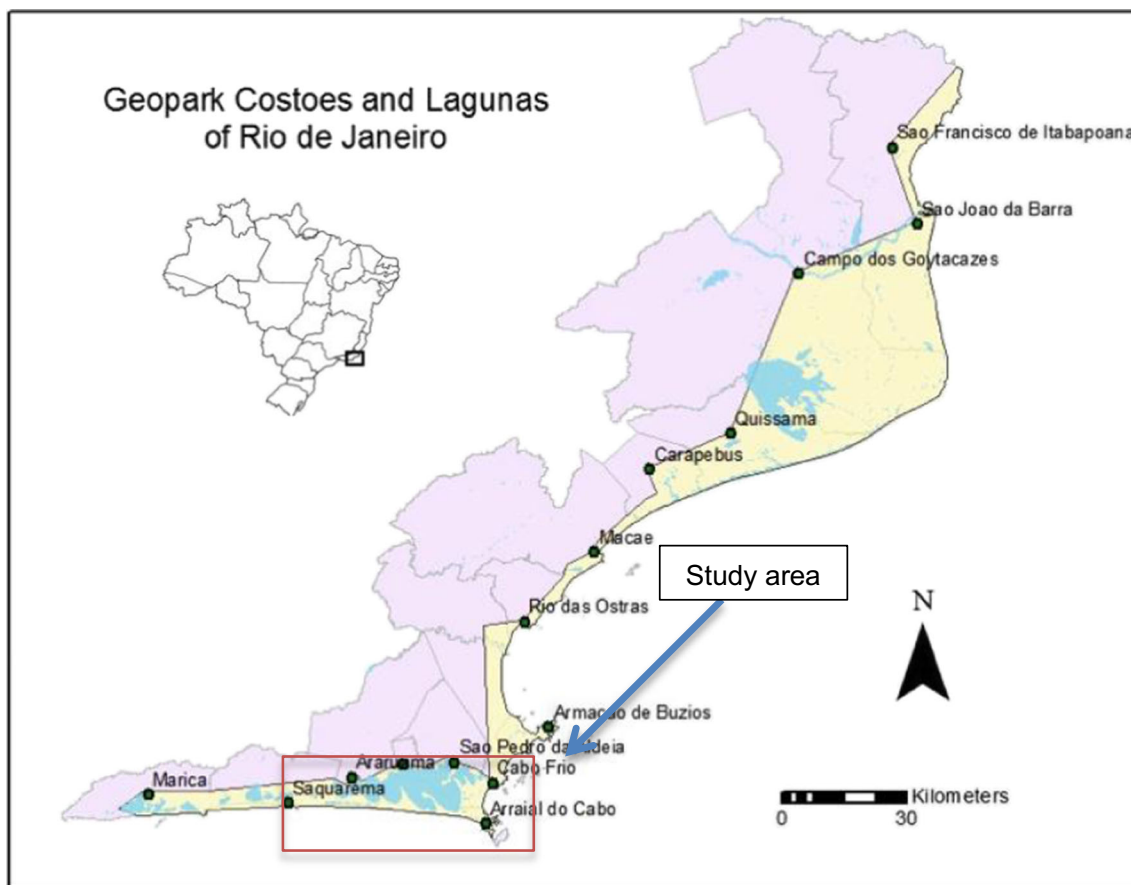 Geopark Costoes and Lagunas
of Rio de Janeiro
Sao Francisco de Itabapoana
Sao Joao da Barra
Campo dos Goytacazes
Quissama
Carapebus
Macae
Study area
N
Rio das Ostras
Armaçao de Buzios
Sao Pedro da Aldeia
Araruama
Cabo Frio
Marica
Saquarema
Arraial do Cabo
Kilometers
0 30